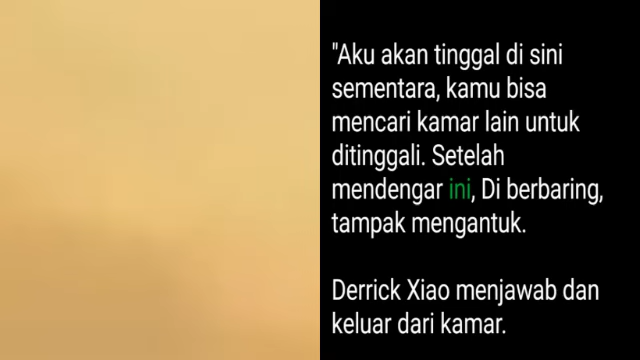 "Aku akan tinggal di sini
sementara, kamu bisa
mencari kamar lain untuk
ditinggali. Setelah
mendengar ini, Di berbaring,
tampak mengantuk.
Derrick Xiao menjawab dan
keluar dari kamar.